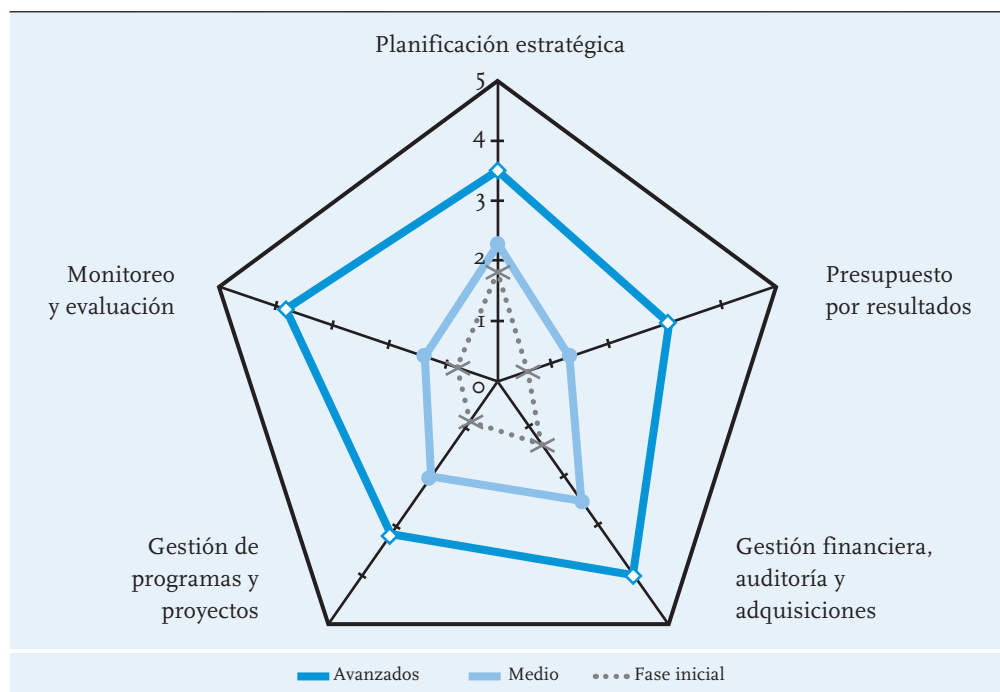 Planificación estratégica
5
4
3
2
1
0
Monitoreo
y evaluación
Presupuesto
por resultados
Gestión de
programas y
proyectos
Gestión financiera,
auditoría y
adquisiciones
Avanzados
Medio
Fase inicial